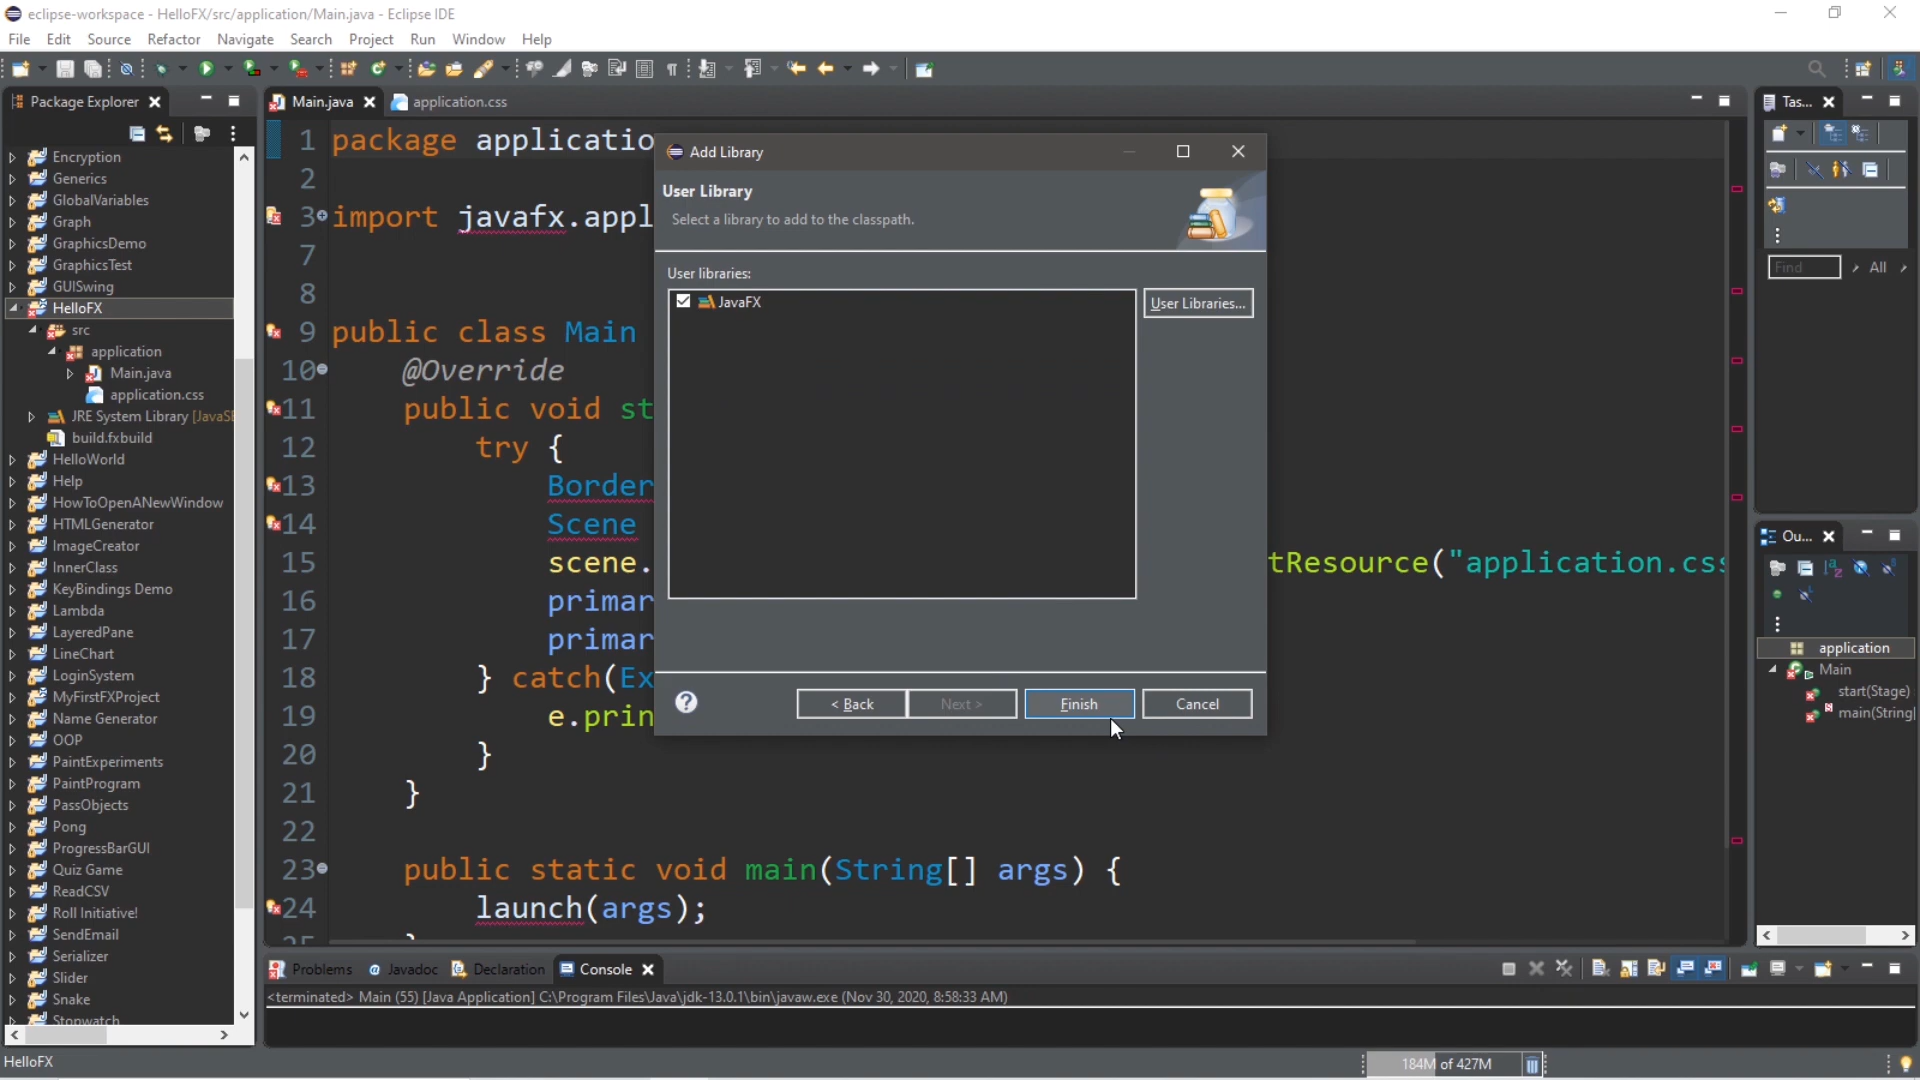 eclipse-workspace - HelloFX/src/application/Main.java - Eclipse IDE
File Edit Source Refactor Navigate Search Project Run Window Help
Package Explorer
Encryption
Generics
GlobalVariables
Graph
GraphicsDemo
GraphicsTest
GUISwing
HelloFX
src
application
Main.java
application.css
JRE System Library [JavaSE
build.fxbuild
HelloWorld
Help
HowToOpenANewWindow
HTMLGenerator
ImageCreator
InnerClass
KeyBindings Demo
Lambda
LayeredPane
LineChart
LoginSystem
MyFirstFXProject
Name Generator
OOP
PaintExperiments
PaintProgram
PassObjects
Pong
ProgressBarGUI
Quiz Game
ReadCSV
Roll Initiative!
SendEmail
Serializer
Slider
Snake
Stopwatch
Main.java application.css
1 package applicatio
2
3 import javafx.appl
7
8
9 public class Main
10 @Override
11 public void st
12 try {
13 Border
14 Scene
15 scene. tResource("application.css
16 primar
17 primar
18 } catch(Ex
19 e.prin
20 }
21 }
22
23 public static void main(String[] args) {
24 launch(args);
25 }
Add Library
User Library
Select a library to add to the classpath.
User libraries:
JavaFX
User Libraries...
< Back Next > Finish Cancel
Tas...
Find All
Ou...
application
Main
start(Stage)
main(String[
Problems Javadoc Declaration Console
<terminated> Main (55) [Java Application] C:\Program Files\Java\jdk-13.0.1\bin\javaw.exe (Nov 30, 2020, 8:58:33 AM)
HelloFX
184M of 427M